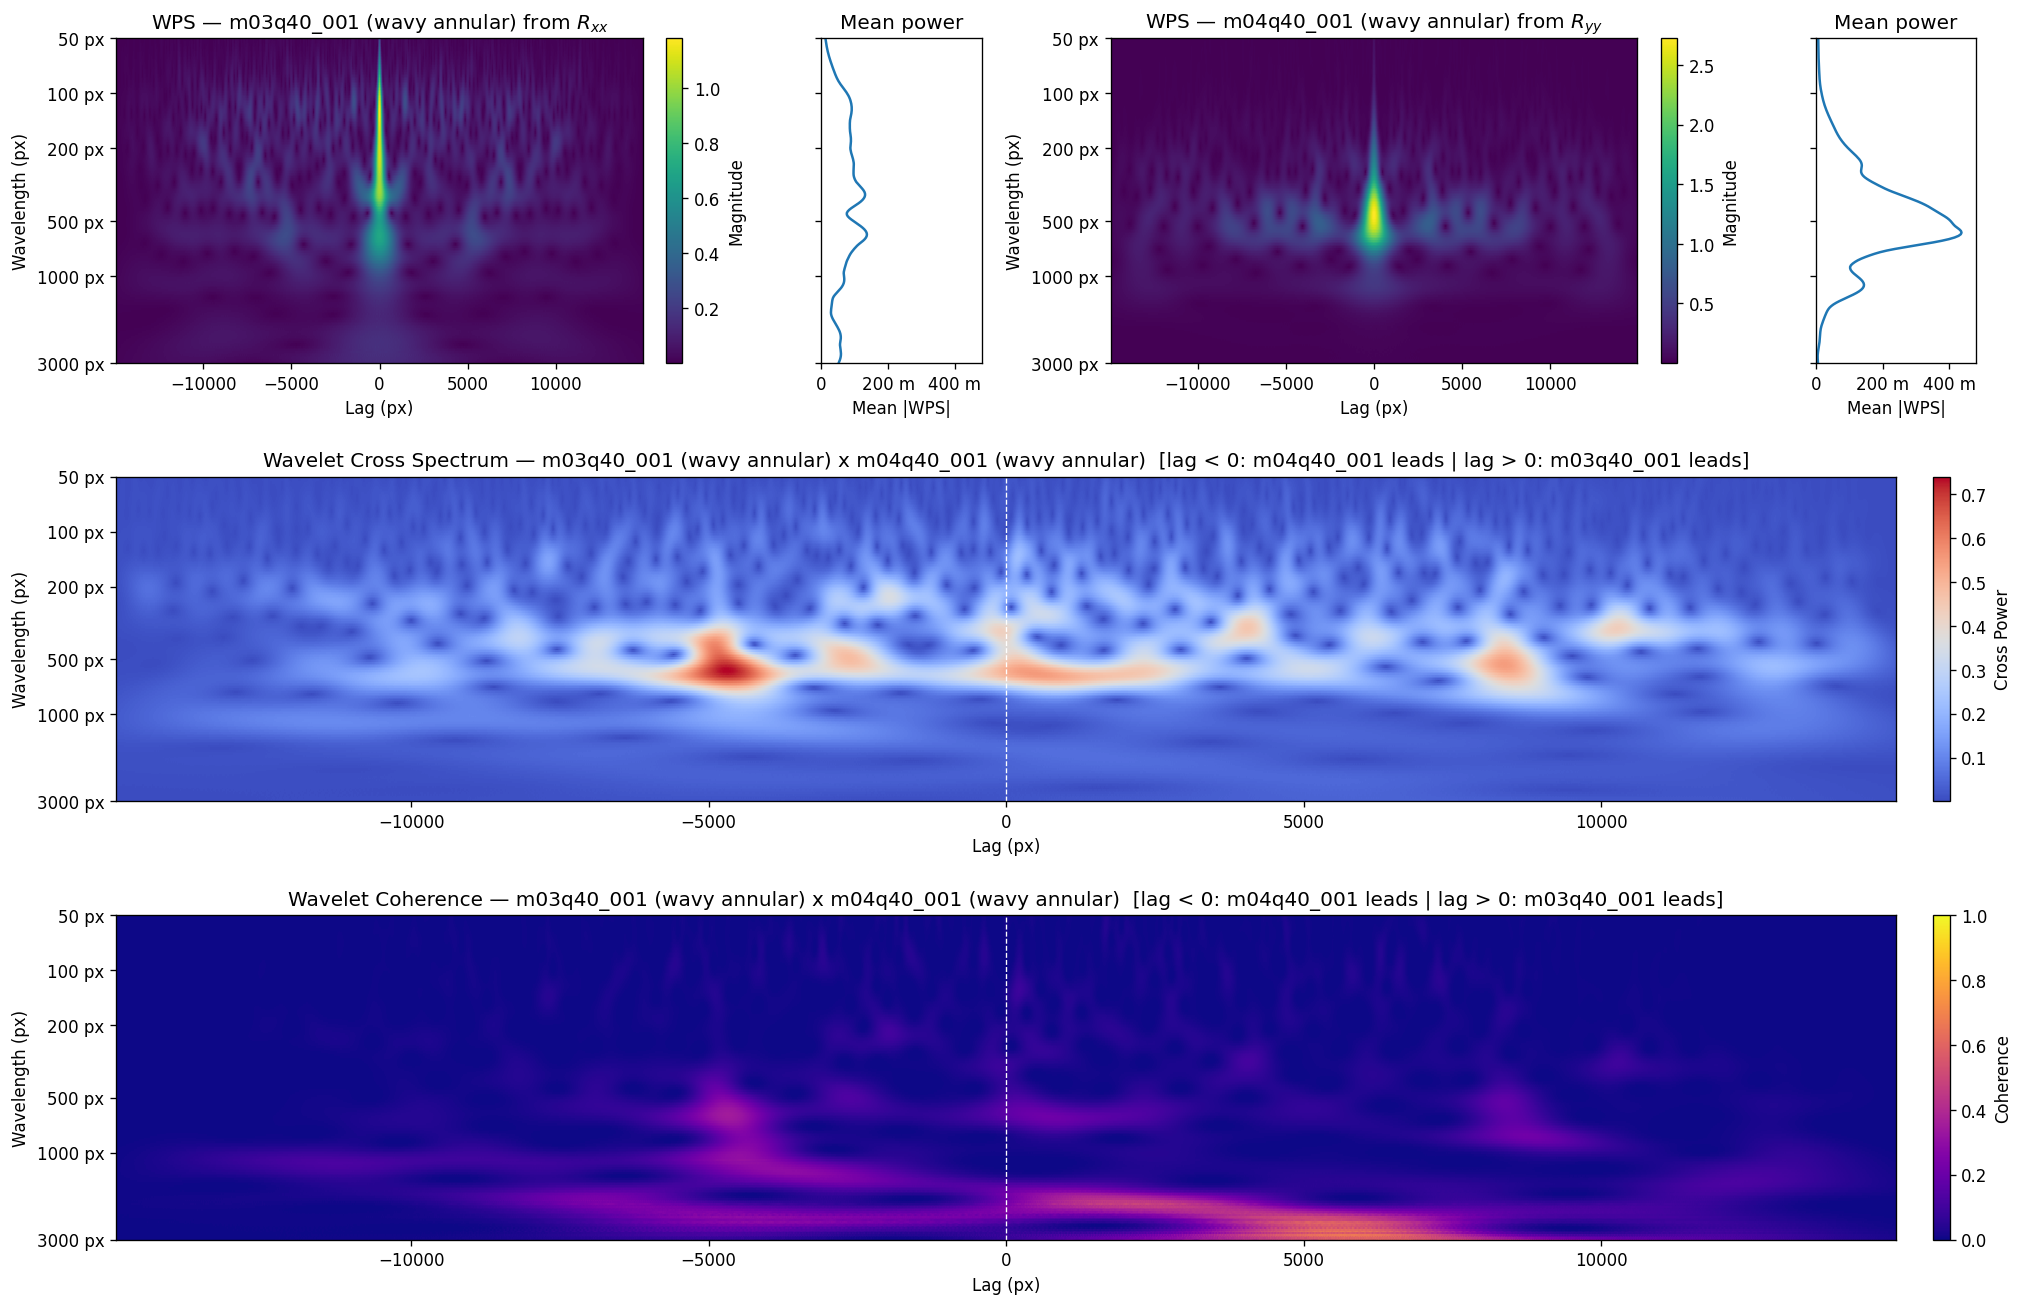 WPS — m03q40_001 (wavy annular) from Rxx
Mean power
WPS — m04q40_001 (wavy annular) from Ryy
Mean power
50 px
100 px
200 px
500 px
1000 px
3000 px
Wavelength (px)
−10000 −5000 0 5000 10000
Lag (px)
1.0
0.8
0.6
0.4
0.2
Magnitude
0 200 m 400 m
Mean |WPS|
50 px
100 px
200 px
500 px
1000 px
3000 px
Wavelength (px)
−10000 −5000 0 5000 10000
Lag (px)
2.5
2.0
1.5
1.0
0.5
Magnitude
0 200 m 400 m
Mean |WPS|
Wavelet Cross Spectrum — m03q40_001 (wavy annular) x m04q40_001 (wavy annular)  [lag < 0: m04q40_001 leads | lag > 0: m03q40_001 leads]
50 px
100 px
200 px
500 px
1000 px
3000 px
Wavelength (px)
−10000 −5000 0 5000 10000
Lag (px)
0.7
0.6
0.5
0.4
0.3
0.2
0.1
Cross Power
Wavelet Coherence — m03q40_001 (wavy annular) x m04q40_001 (wavy annular)  [lag < 0: m04q40_001 leads | lag > 0: m03q40_001 leads]
50 px
100 px
200 px
500 px
1000 px
3000 px
Wavelength (px)
−10000 −5000 0 5000 10000
Lag (px)
1.0
0.8
0.6
0.4
0.2
0.0
Coherence